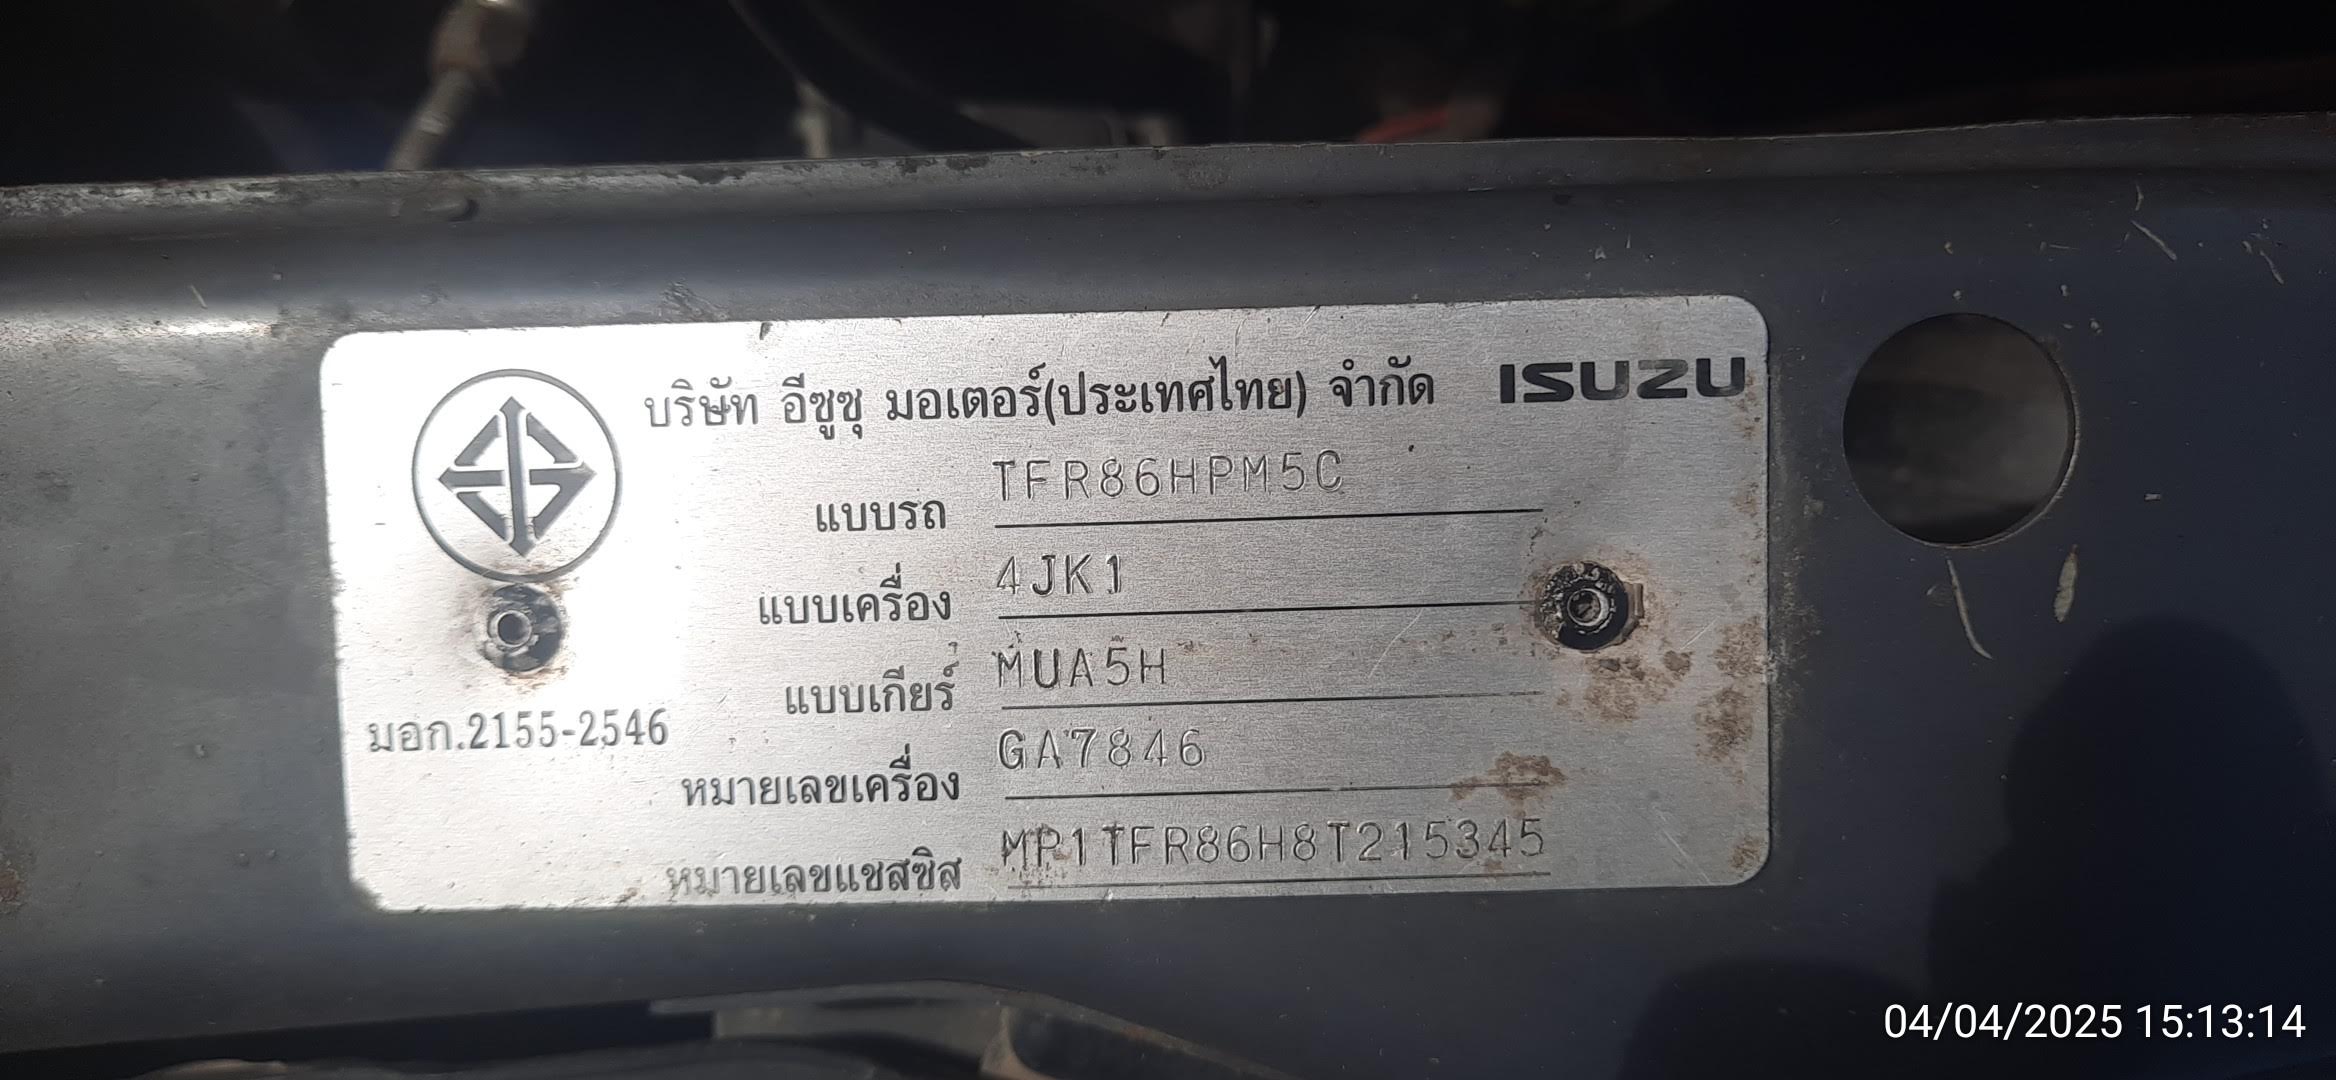 บริษัท อีซูซุ มอเตอร์(ประเทศไทย) จำกัด ISUZU
แบบรถ TFR86HPM5C
แบบเครื่อง 4JK1
แบบเกียร์ MUA5H
มอก.2155-2546
หมายเลขเครื่อง GA7846
หมายเลขแชสซิส MP1TFR86H8T215345
04/04/2025 15:13:14